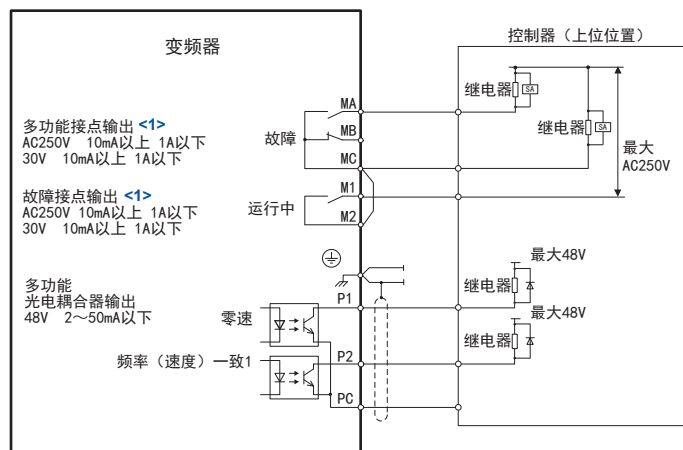 变频器
控制器（上位位置）
多功能接点输出 <1>
AC250V 10mA以上 1A以下
30V 10mA以上 1A以下
故障接点输出 <1>
AC250V 10mA以上 1A以下
30V 10mA以上 1A以下
多功能
光电耦合器输出
48V 2～50mA以下
故障
MA
MB
MC
运行中
M1
M2
零速
P1
频率（速度）一致1
P2
PC
继电器
SA
继电器
SA
最大
AC250V
继电器
最大48V
继电器
最大48V